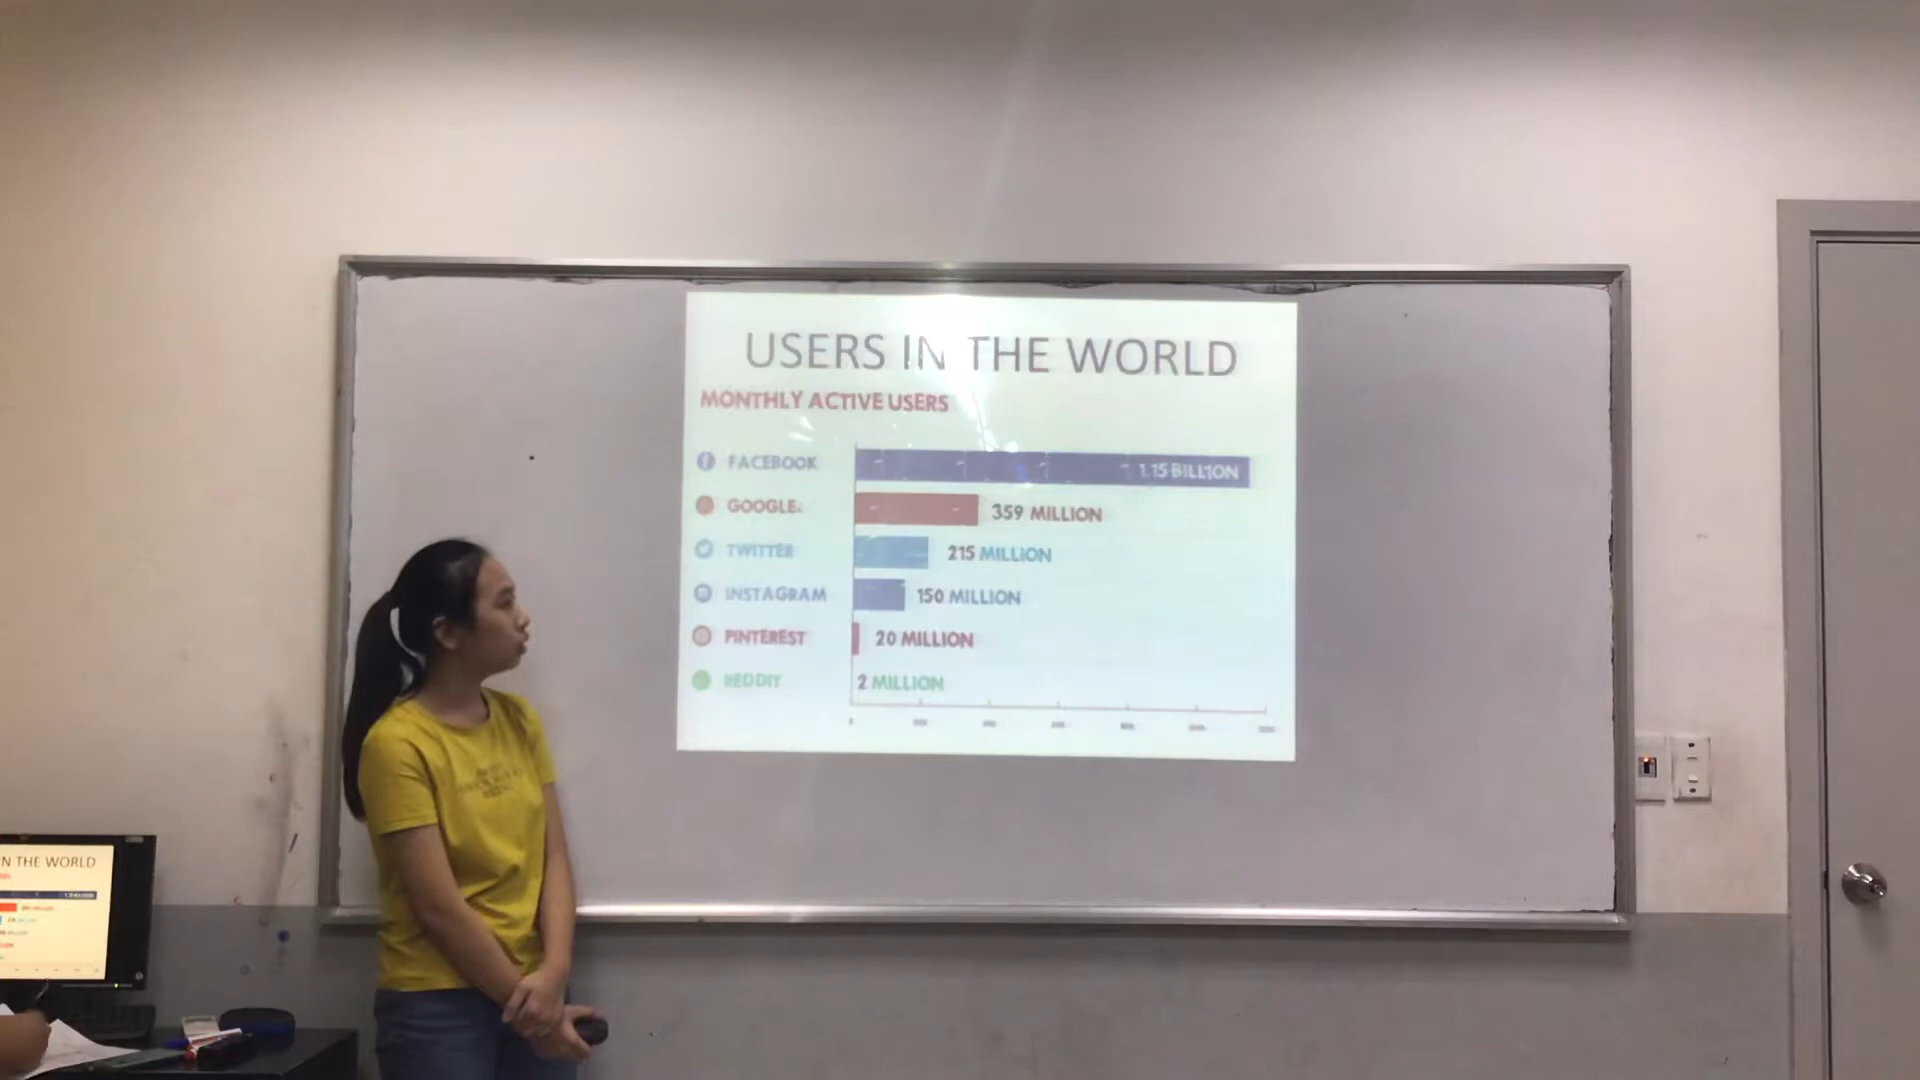 USERS IN THE WORLD
MONTHLY ACTIVE USERS
FACEBOOK 1.15 BILLION
GOOGLE+ 359 MILLION
TWITTER 215 MILLION
INSTAGRAM 150 MILLION
PINTEREST 20 MILLION
REDDIT 2 MILLION
N THE WORLD